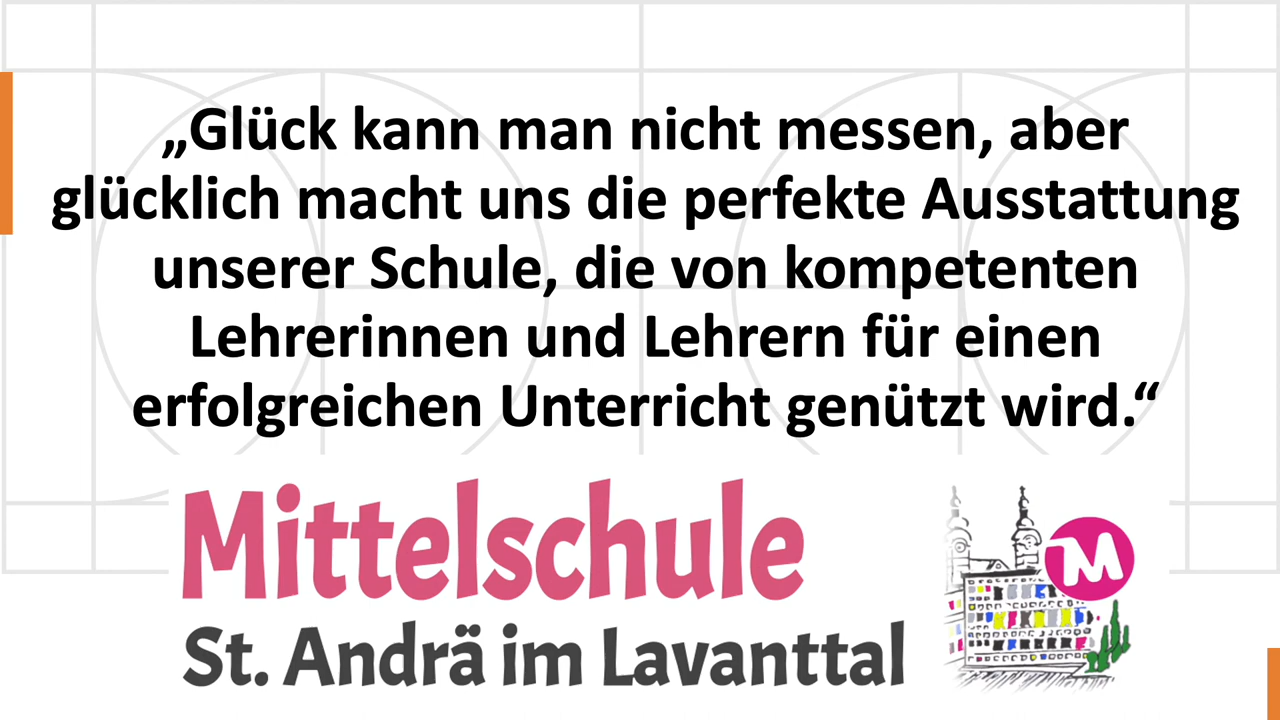 „Glück kann man nicht messen, aber
glücklich macht uns die perfekte Ausstattung
unserer Schule, die von kompetenten
Lehrerinnen und Lehrern für einen
erfolgreichen Unterricht genützt wird.“
Mittelschule
St. Andrä im Lavanttal
M